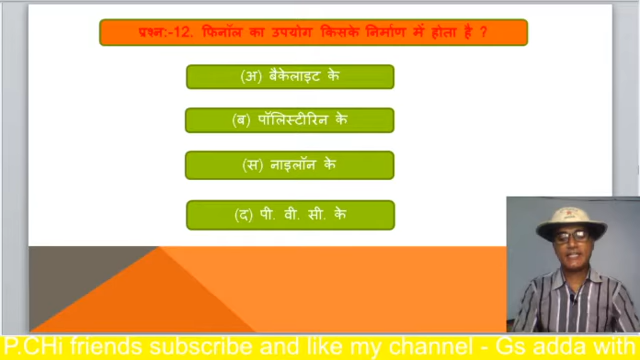 प्रश्न:-12. फिनॉल का उपयोग किसके निर्माण में होता है ?
(अ) बैकेलाइट के
(ब) पॉलिस्टीरिन के
(स) नाइलॉन के
(द) पी. वी. सी. के
P.CHi friends subscribe and like my channel - Gs adda with